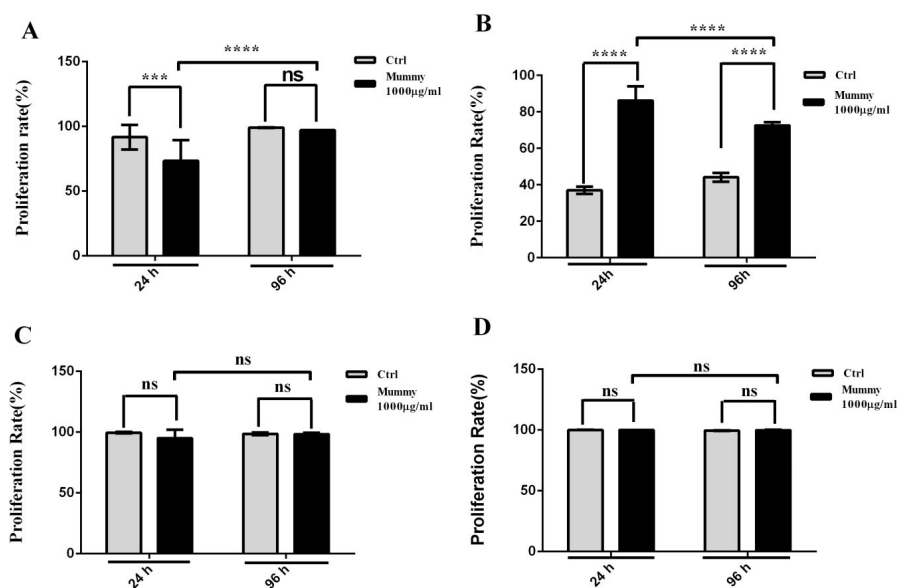 A
Proliferation rate(%)
150
100
50
0
***
****
ns
24 h
96 h
Ctrl
Mummy
1000μg/ml
B
Proliferation Rate(%)
100
80
60
40
20
0
****
****
****
24h
96h
Ctrl
Mummy
1000μg/ml
C
Proliferation Rate(%)
150
100
50
0
ns
ns
ns
24 h
96 h
Ctrl
Mummy
1000μg/ml
D
Proliferation Rate(%)
150
100
50
0
ns
ns
ns
24 h
96 h
Ctrl
Mummy
1000μg/ml